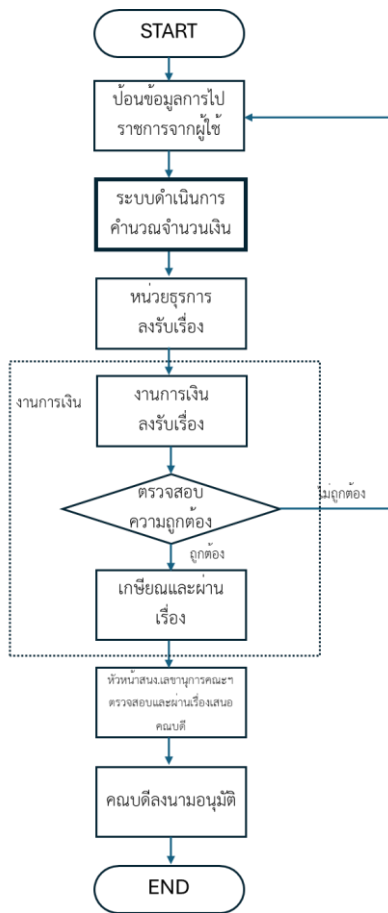 START
ป้อนข้อมูลการไป
ราชการจากผู้ใช้
ระบบดำเนินการ
คำนวณจำนวนเงิน
หน่วยธุรการ
ลงรับเรื่อง
งานการเงิน
งานการเงิน
ลงรับเรื่อง
ตรวจสอบ
ความถูกต้อง
ไม่ถูกต้อง
ถูกต้อง
เกษียณและผ่าน
เรื่อง
หัวหน้าสนง.เลขานุการคณะฯ
ตรวจสอบและผ่านเรื่องเสนอ
คณบดี
คณบดีลงนามอนุมัติ
END